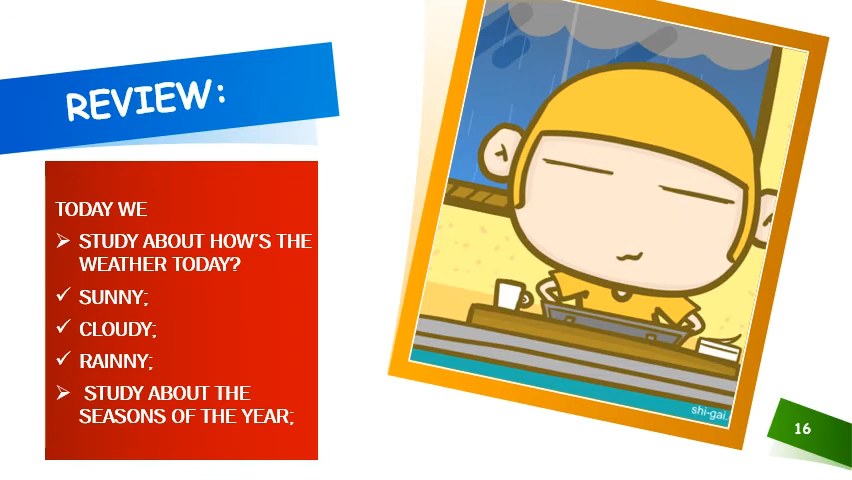 REVIEW:
TODAY WE
➢ STUDY ABOUT HOW'S THE
WEATHER TODAY?
✓ SUNNY;
✓ CLOUDY;
✓ RAINNY;
➢ STUDY ABOUT THE
SEASONS OF THE YEAR;
shi-gai.
16